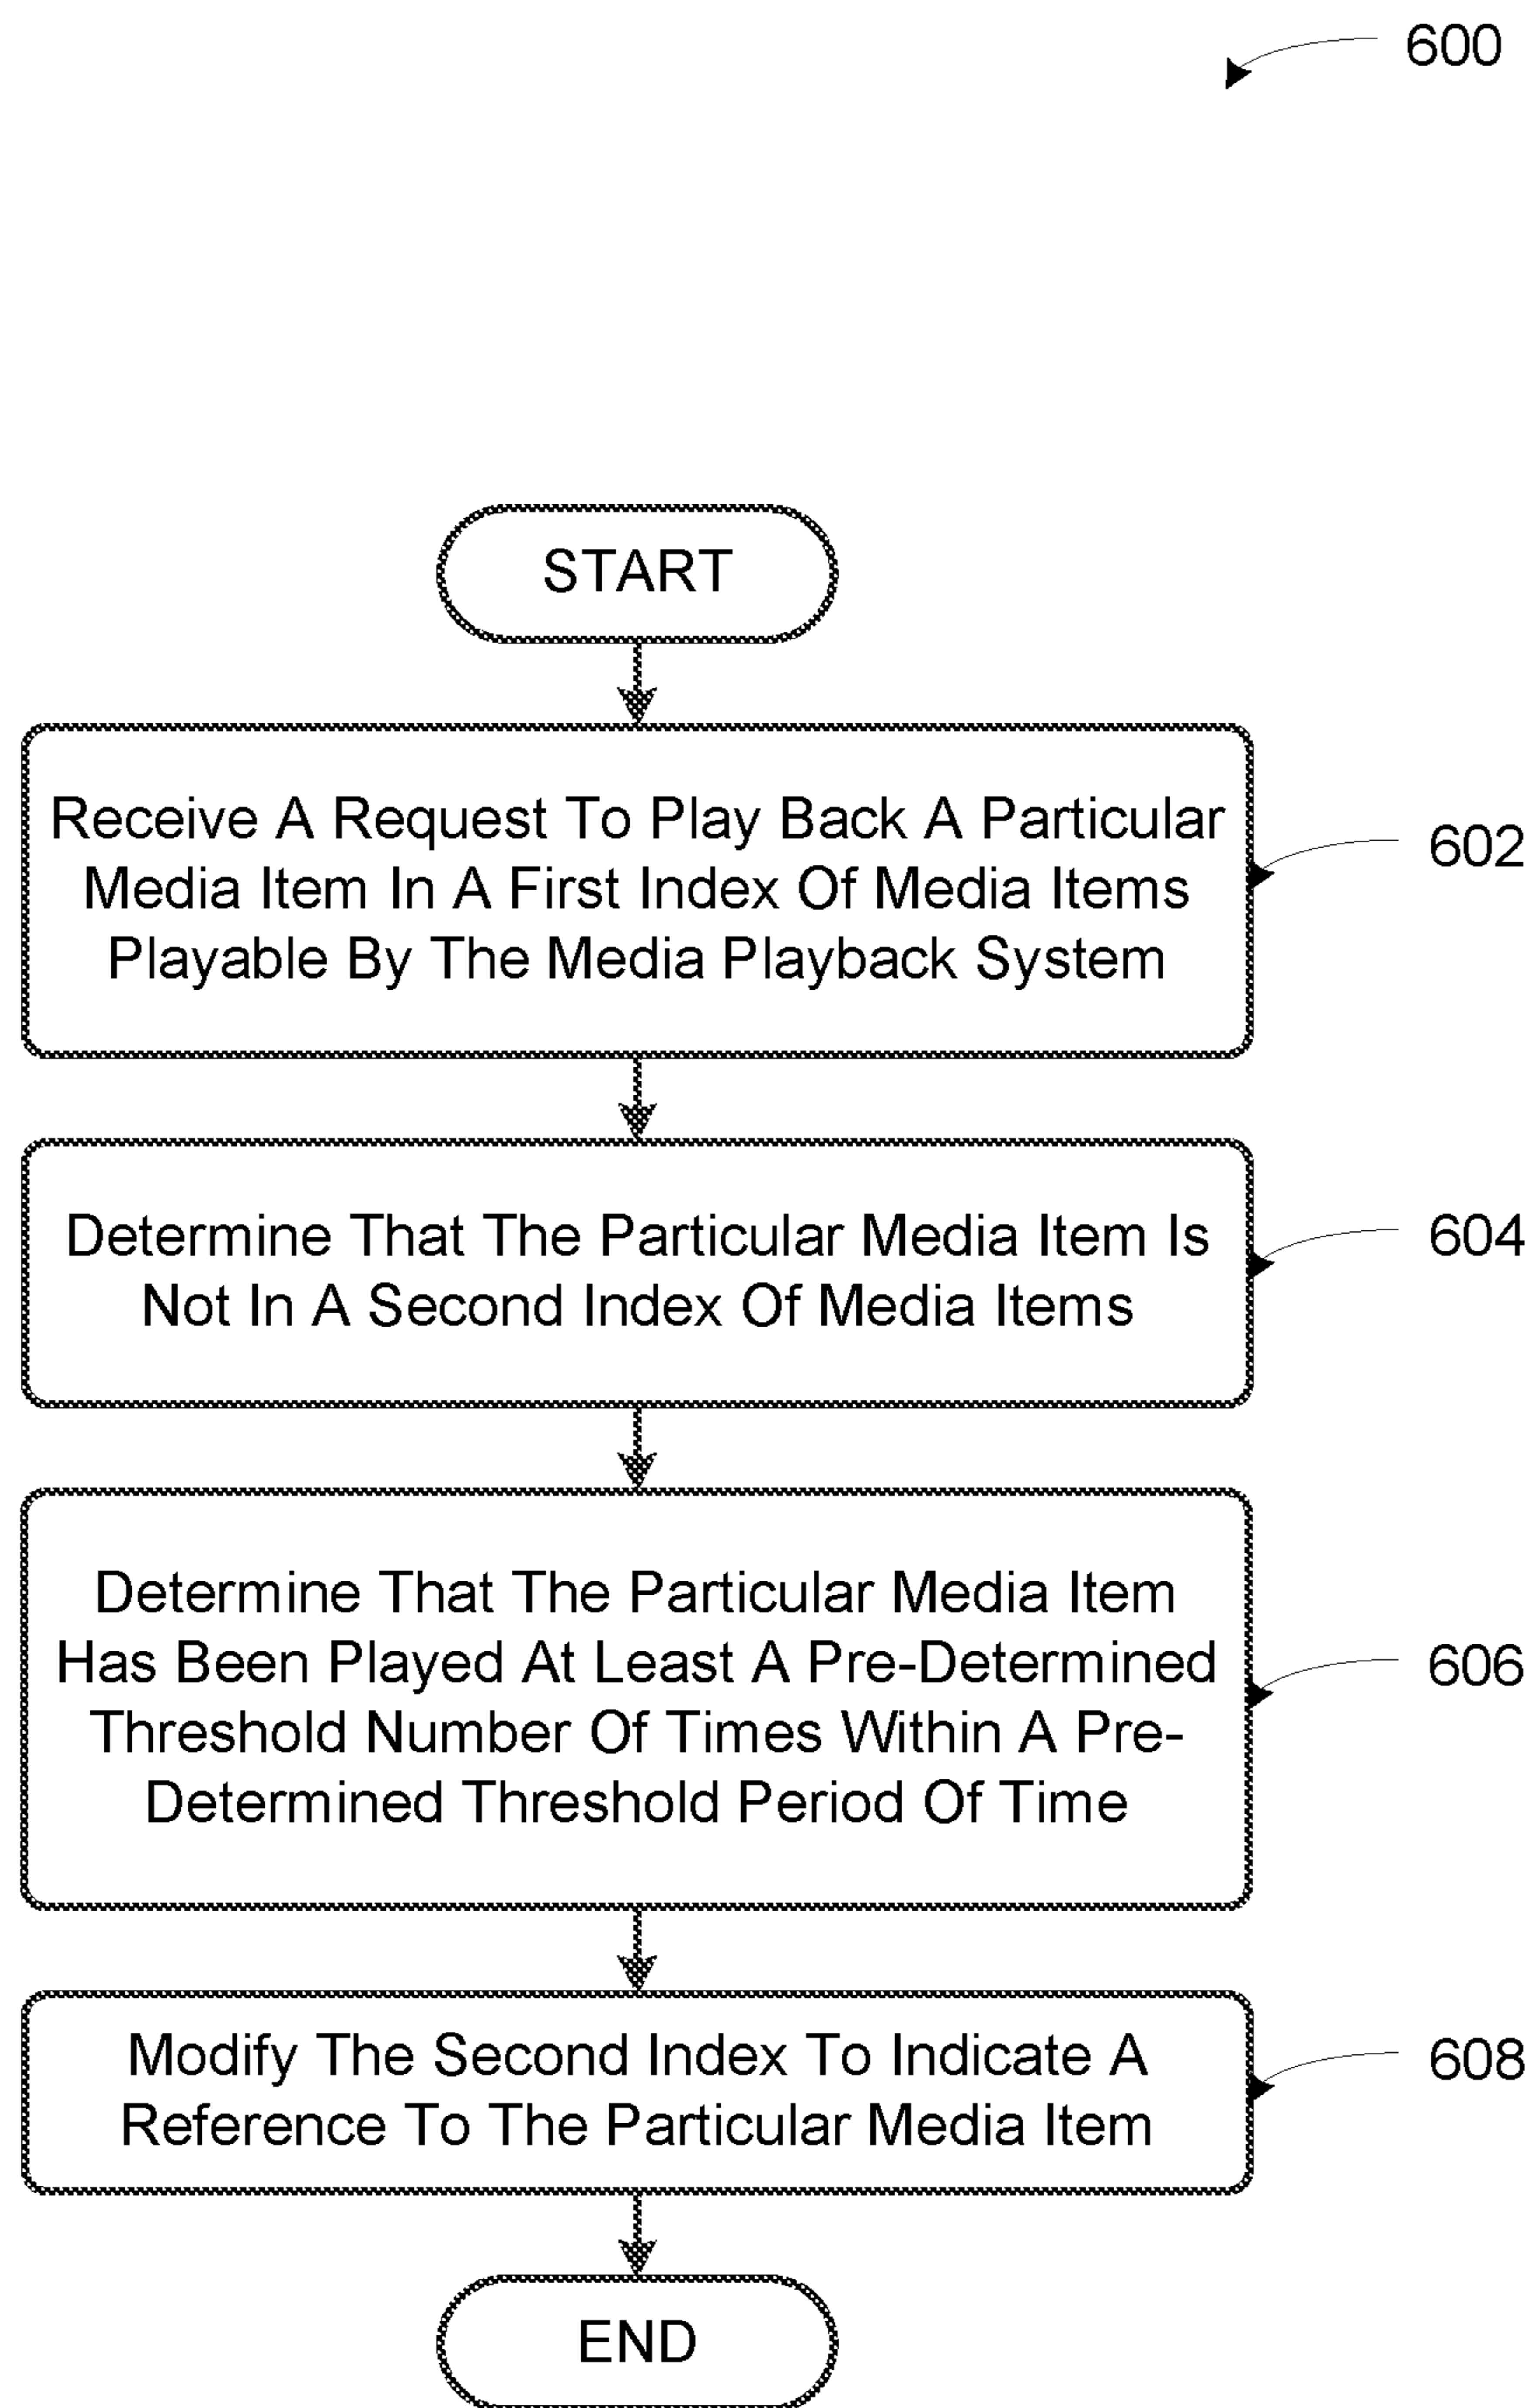 600
START
Receive A Request To Play Back A Particular
Media Item In A First Index Of Media Items
Playable By The Media Playback System
602
Determine That The Particular Media Item Is
Not In A Second Index Of Media Items
604
Determine That The Particular Media Item
Has Been Played At Least A Pre-Determined
Threshold Number Of Times Within A Pre-
Determined Threshold Period Of Time
606
Modify The Second Index To Indicate A
Reference To The Particular Media Item
608
END